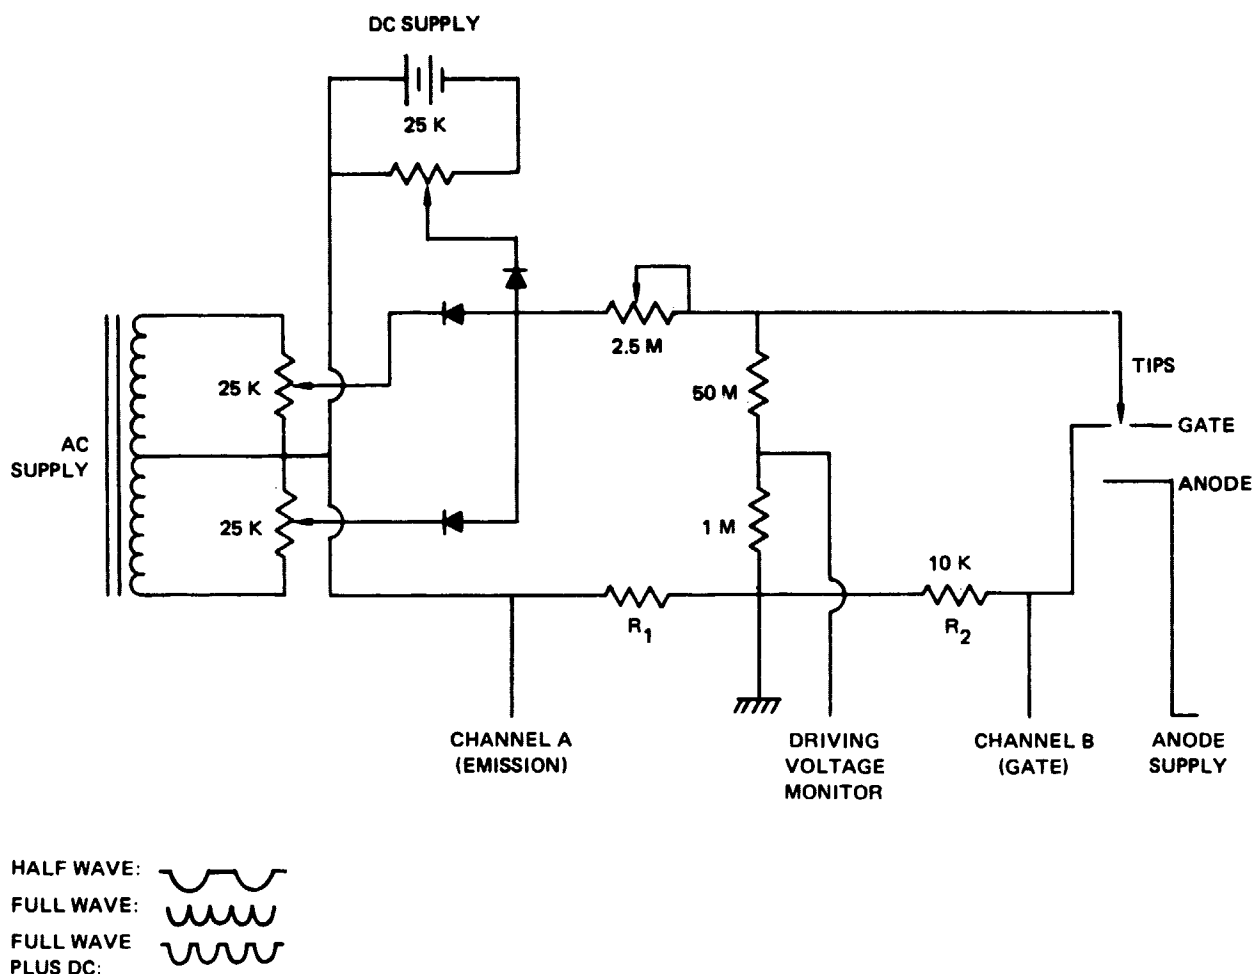 DC SUPPLY
25 K
2.5 M
TIPS
25 K
50 M
GATE
AC
SUPPLY
ANODE
25 K
1 M
10 K
R1
R2
CHANNEL A
(EMISSION)
DRIVING
VOLTAGE
MONITOR
CHANNEL B
(GATE)
ANODE
SUPPLY
HALF WAVE:
FULL WAVE:
FULL WAVE
PLUS DC: